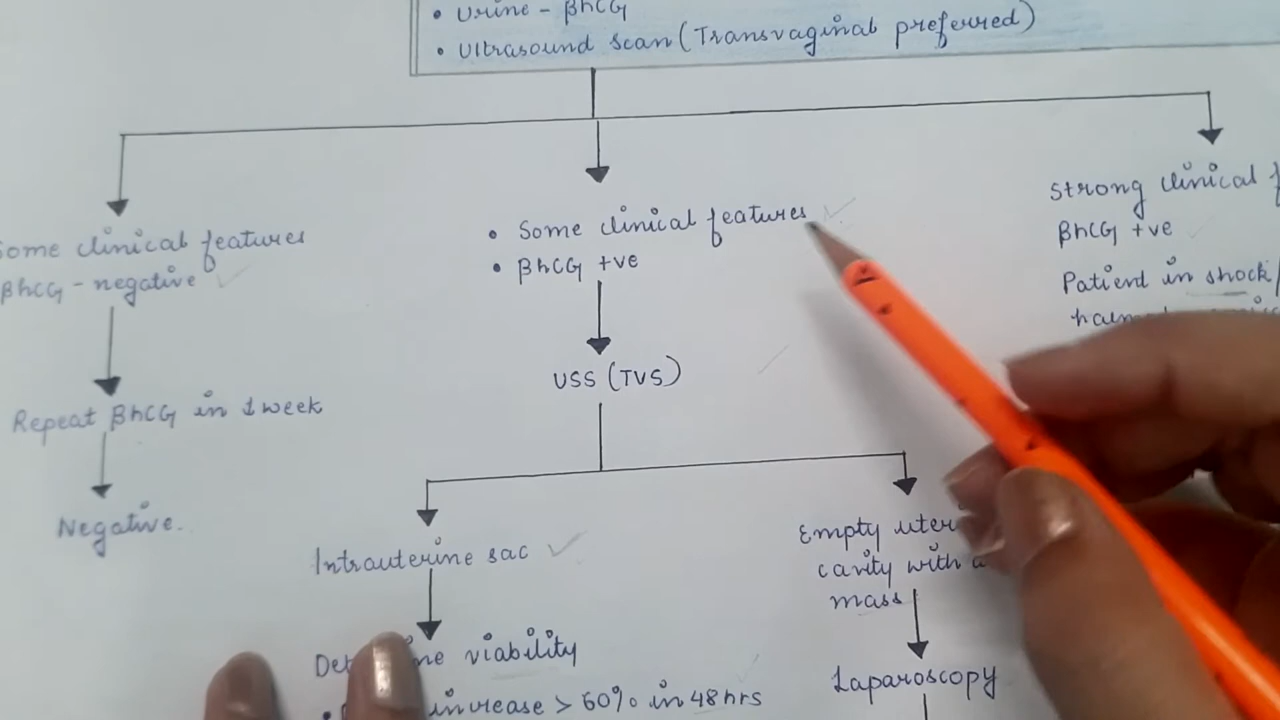 • Urine - βhCG
• Ultrasound scan (Transvaginal preferred)
Some clinical features
βhCG - negative
Repeat βhCG in 1 week
Negative.
• Some clinical features
• βhCG +ve
USS (TVS)
Intrauterine sac
viability
increase > 60% in 48hrs
Empty
cavity with
mass
Laparoscopy
Strong clinical
βhCG +ve
Patient in shock/